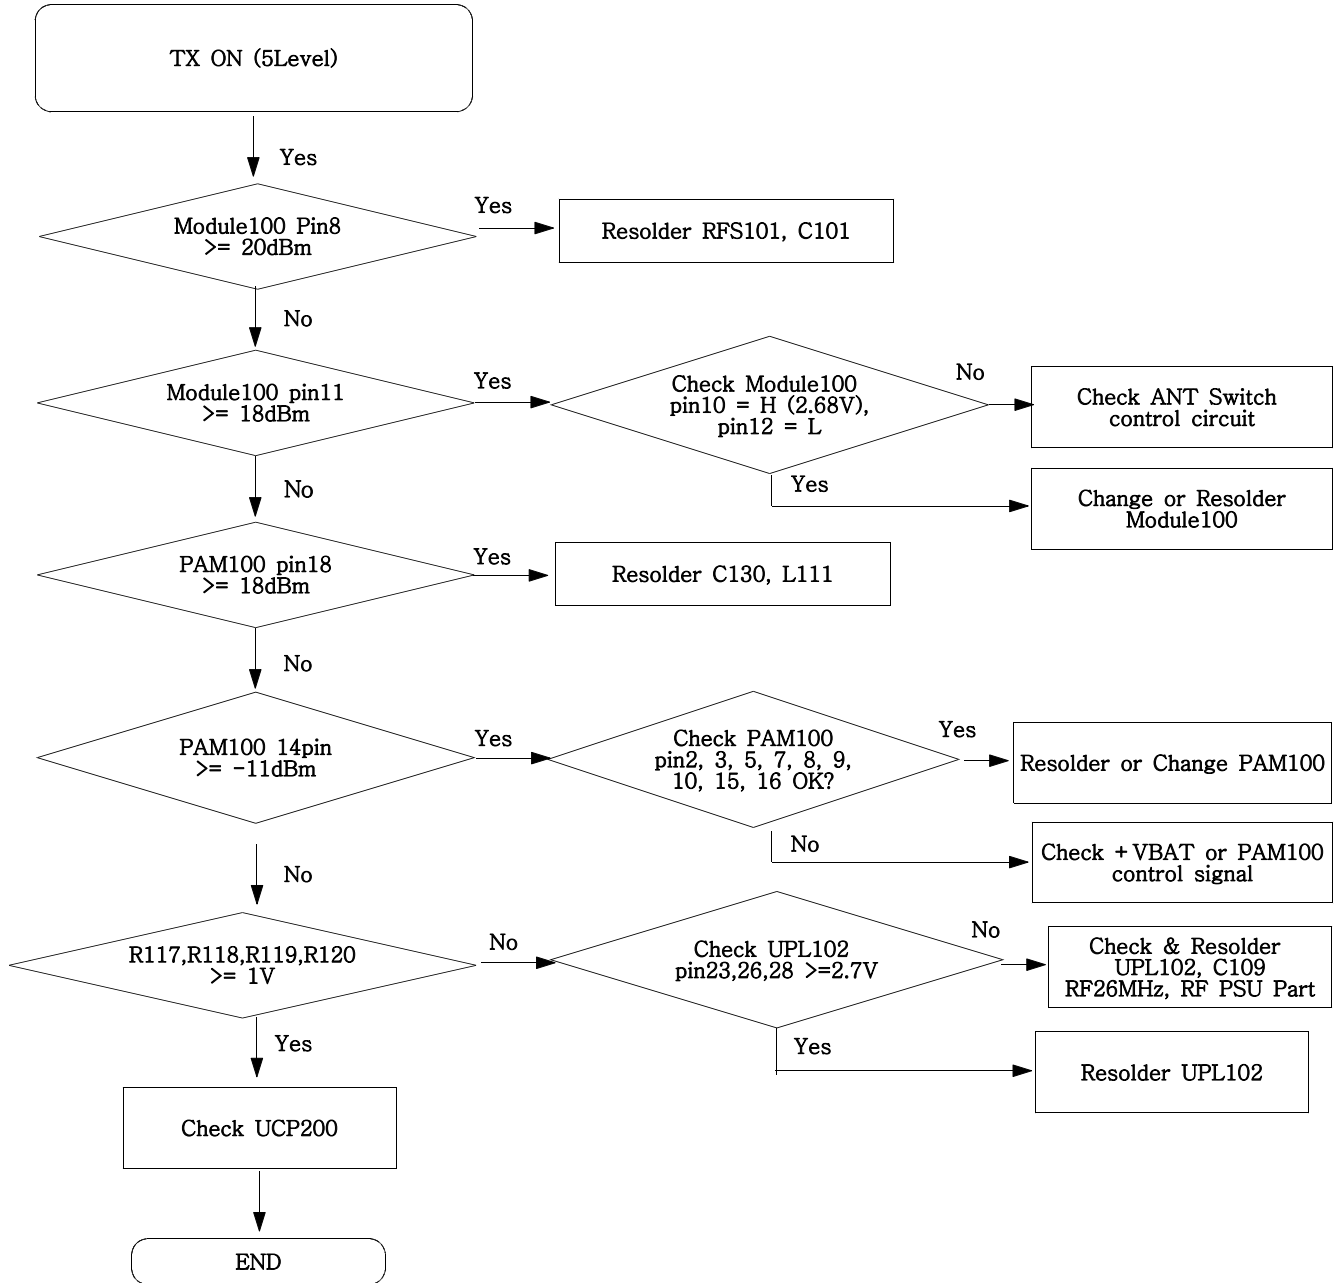 TX ON (5Level)
Yes
Module100 Pin8
>= 20dBm
Yes
Resolder RFS101, C101
No
Module100 pin11
>= 18dBm
Yes
Check Module100
pin10 = H (2.68V),
pin12 = L
No
Check ANT Switch
control circuit
Yes
Change or Resolder
Module100
No
PAM100 pin18
>= 18dBm
Yes
Resolder C130, L111
No
PAM100 14pin
>= -11dBm
Yes
Check PAM100
pin2, 3, 5, 7, 8, 9,
10, 15, 16 OK?
Yes
Resolder or Change PAM100
No
Check +VBAT or PAM100
control signal
No
R117,R118,R119,R120
>= 1V
No
Check UPL102
pin23,26,28 >=2.7V
No
Check & Resolder
UPL102, C109
RF26MHz, RF PSU Part
Yes
Resolder UPL102
Yes
Check UCP200
END